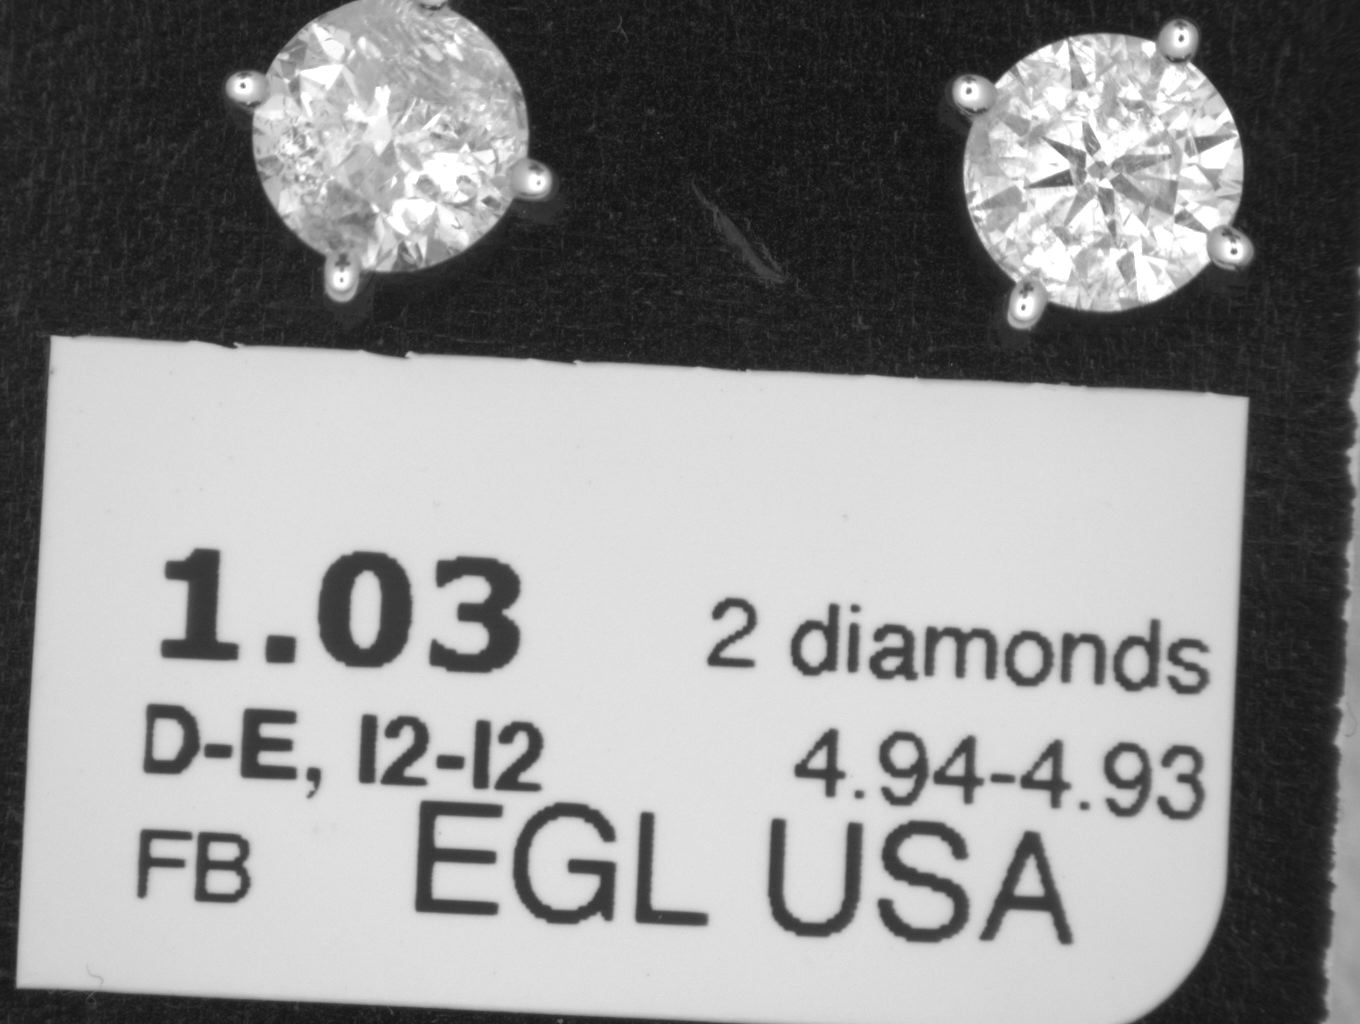 1.03 2 diamonds
D-E, I2-I2 4.94-4.93
FB EGL USA